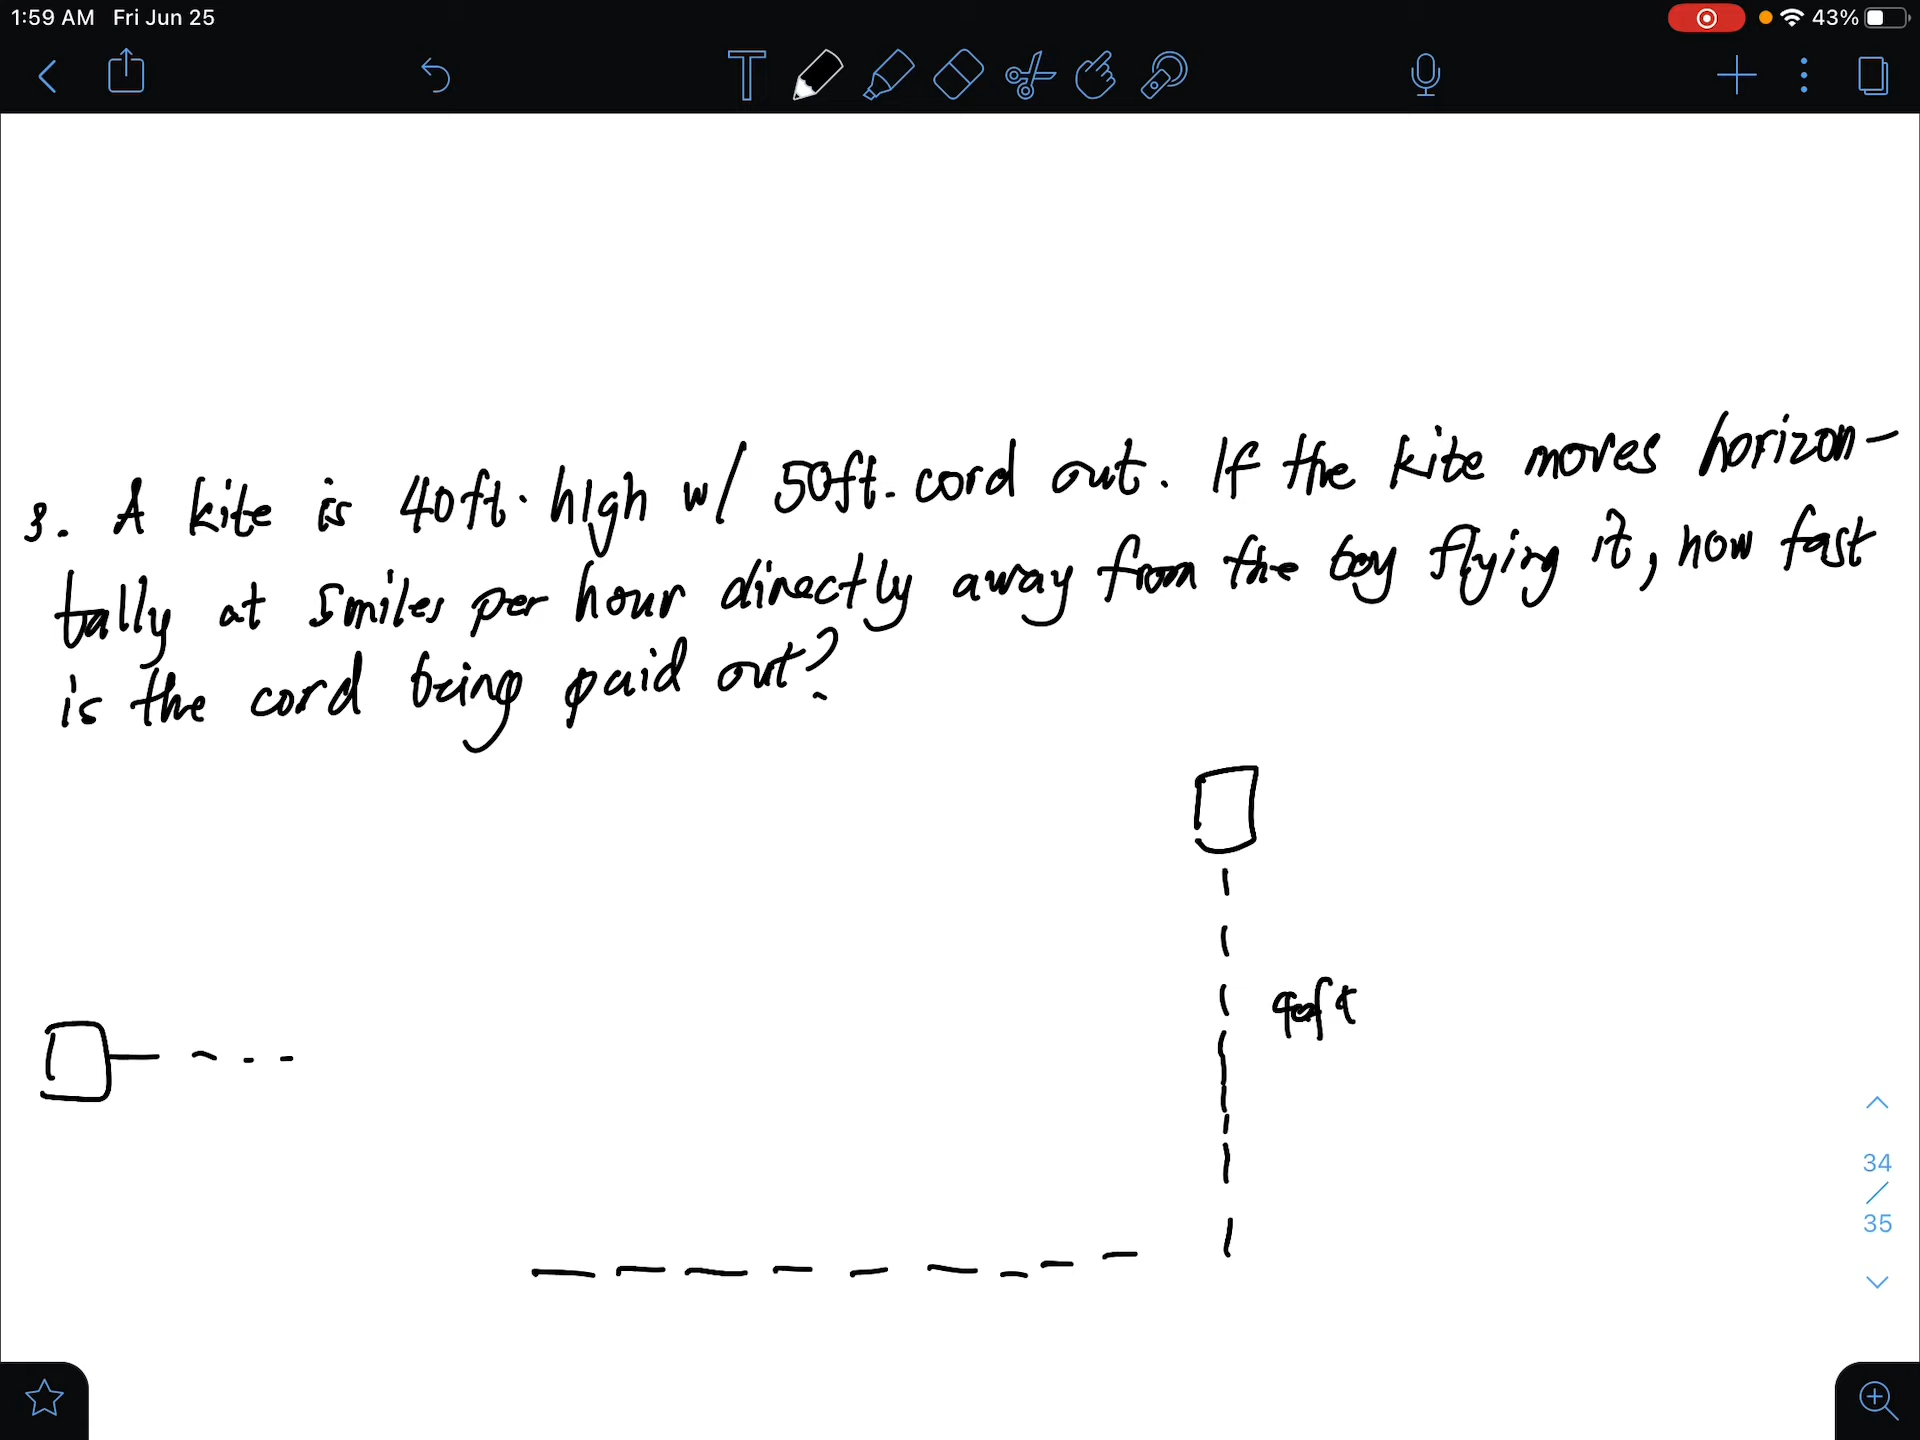 1:59 AM Fri Jun 25
43%
3. A kite is 40ft. high w/ 50ft. cord out. If the kite moves horizon-
tally at 5miles per hour directly away from the boy flying it, how fast
is the cord being paid out?
40ft
34
/
35